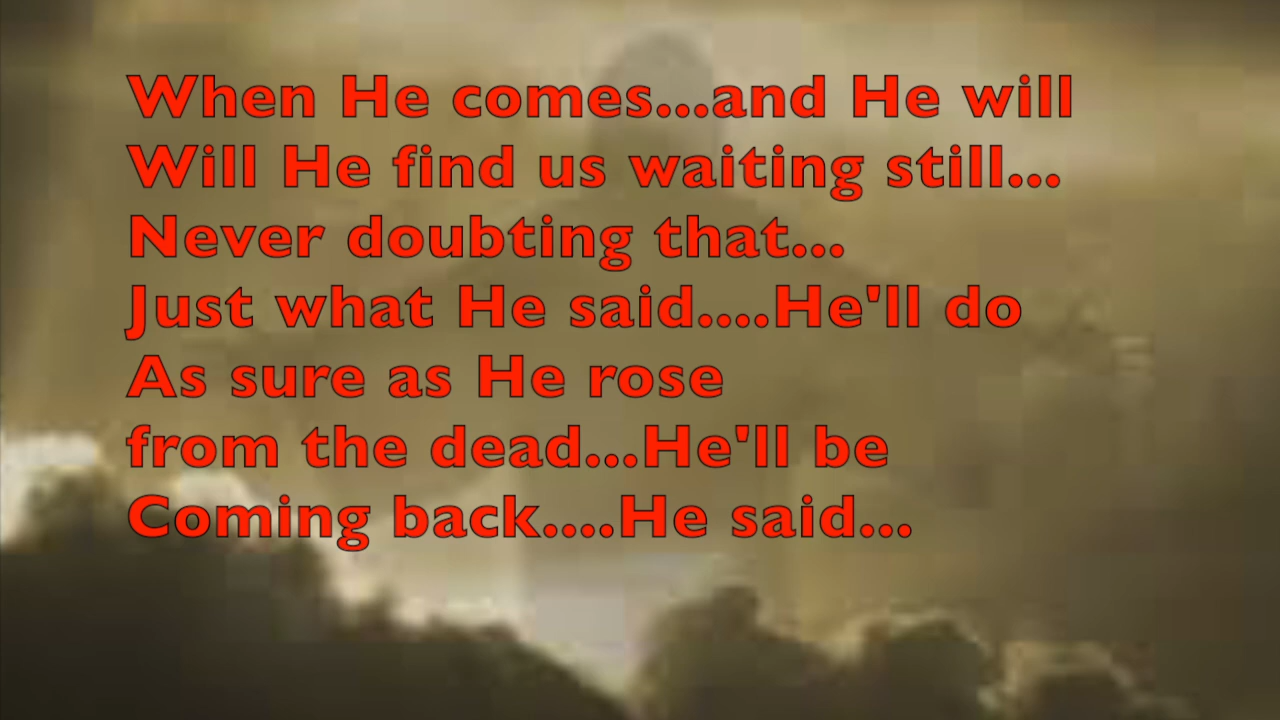 When He comes...and He will
Will He find us waiting still...
Never doubting that...
Just what He said....He'll do
As sure as He rose
from the dead...He'll be
Coming back....He said...